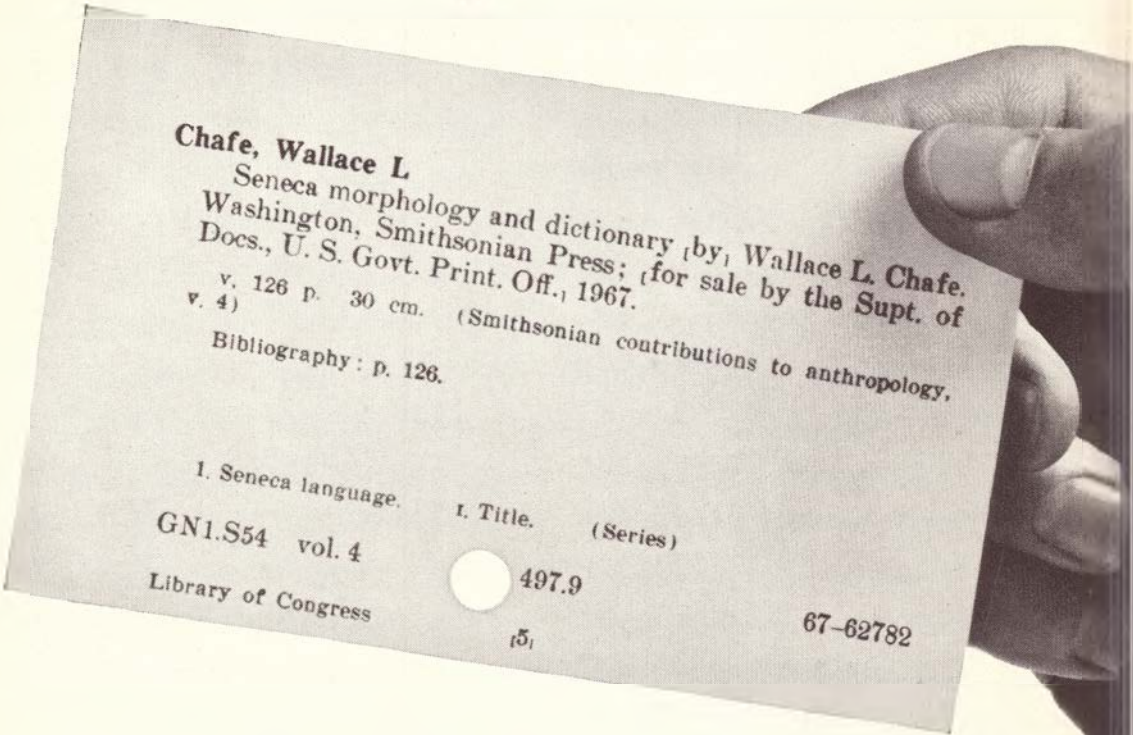 Chafe, Wallace L
Seneca morphology and dictionary [by] Wallace L. Chafe.
Washington, Smithsonian Press; [for sale by the Supt. of
Docs., U. S. Govt. Print. Off.] 1967.
v, 126 p. 30 cm. (Smithsonian contributions to anthropology,
v. 4)
Bibliography: p. 126.
1. Seneca language. I. Title. (Series)
GN1.S54 vol. 4 497.9 67–62782
Library of Congress [5]